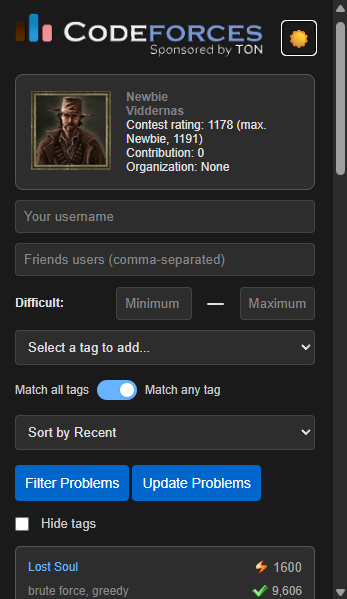 CODEFORCES
Sponsored by TON
Newbie
Viddernas
Contest rating: 1178 (max.
Newbie, 1191)
Contribution: 0
Organization: None
Your username
Friends users (comma-separated)
Difficult: Minimum — Maximum
Select a tag to add...
Match all tags Match any tag
Sort by Recent
Filter Problems Update Problems
Hide tags
Lost Soul 1600
brute force, greedy 9,606